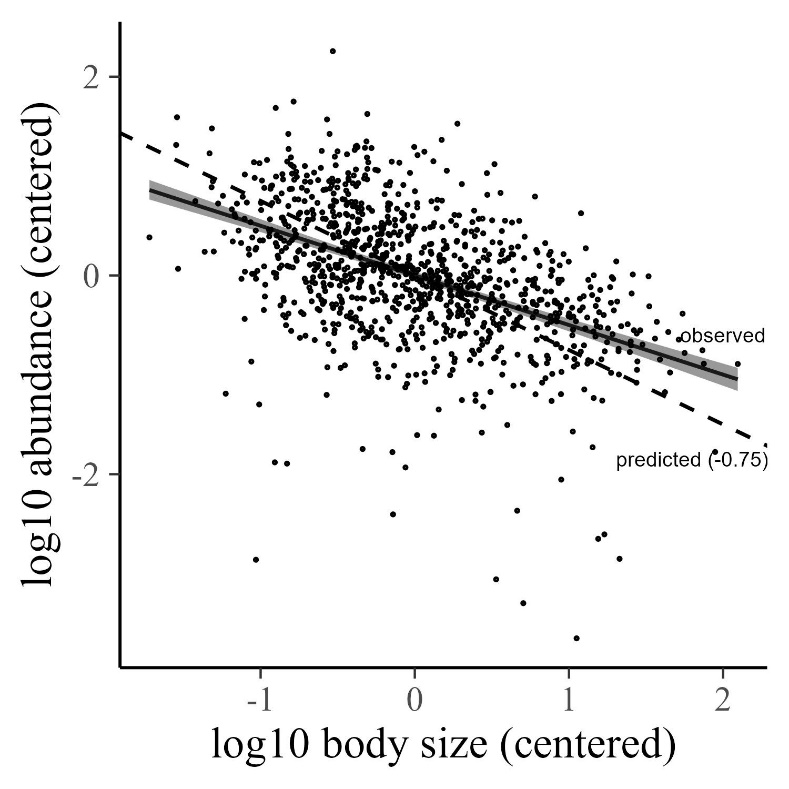 log10 abundance (centered)
2
0
-2
observed
predicted (-0.75)
-1
0
1
2
log10 body size (centered)